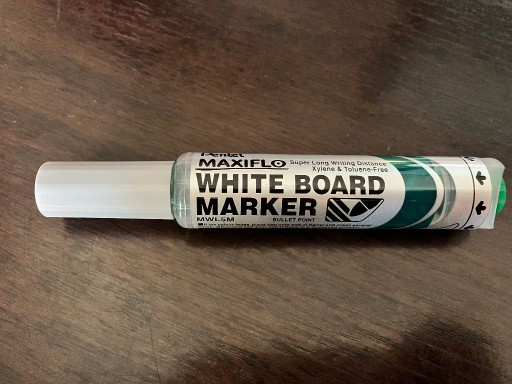 Pentel
MAXIFLO Super Long Writing Distance
Xylene & Toluene-Free
WHITE BOARD
MARKER
MWL5M BULLET POINT